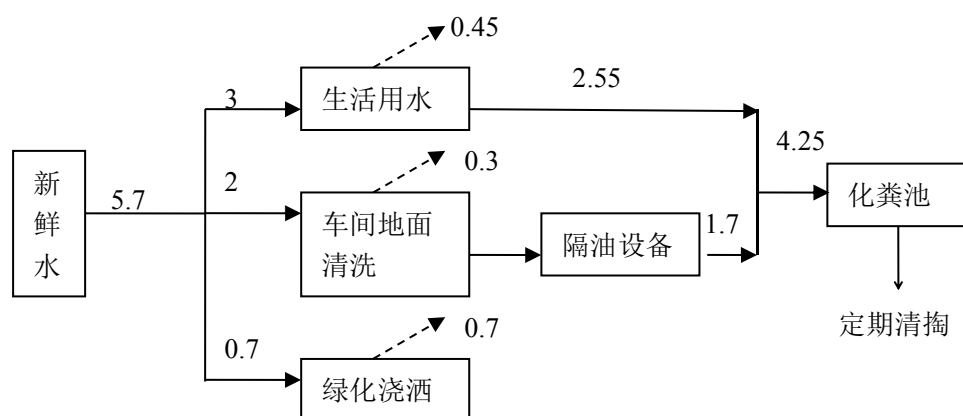 0.45
生活用水
2.55
3
新
鲜
水
5.7
2
0.3
车间地面
清洗
隔油设备
1.7
4.25
化粪池
定期清掏
0.7
0.7
绿化浇洒